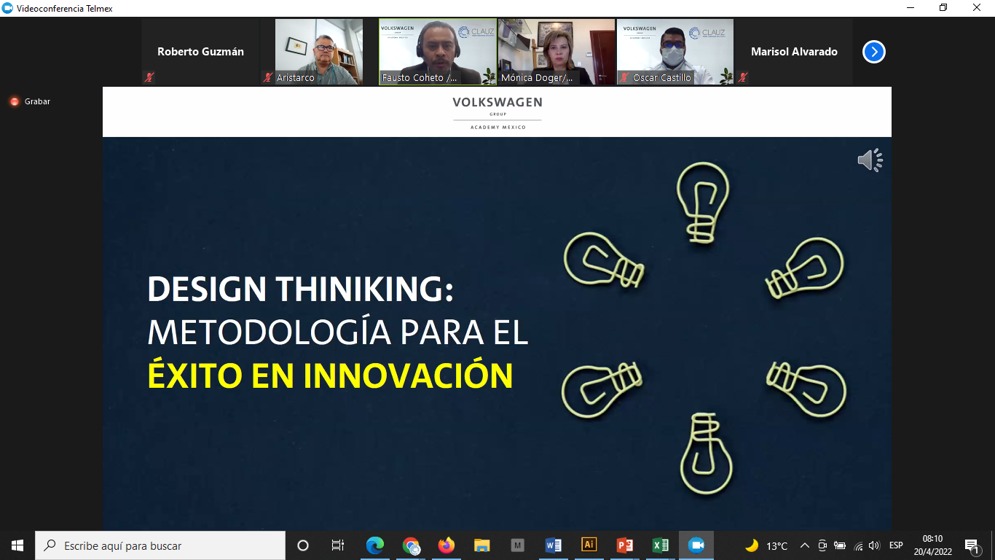 Videoconferencia Telmex
Roberto Guzmán
Aristarco
VOLKSWAGEN
CLAUZ
Fausto Coheto /...
Mónica Doger/...
VOLKSWAGEN
CLAUZ
Óscar Castillo
Marisol Alvarado
Grabar
VOLKSWAGEN
GROUP
ACADEMY MEXICO
DESIGN THINIKING:
METODOLOGÍA PARA EL
ÉXITO EN INNOVACIÓN
Escribe aquí para buscar
M
W
Ai
P
X
13°C
ESP
08:10
20/4/2022
1